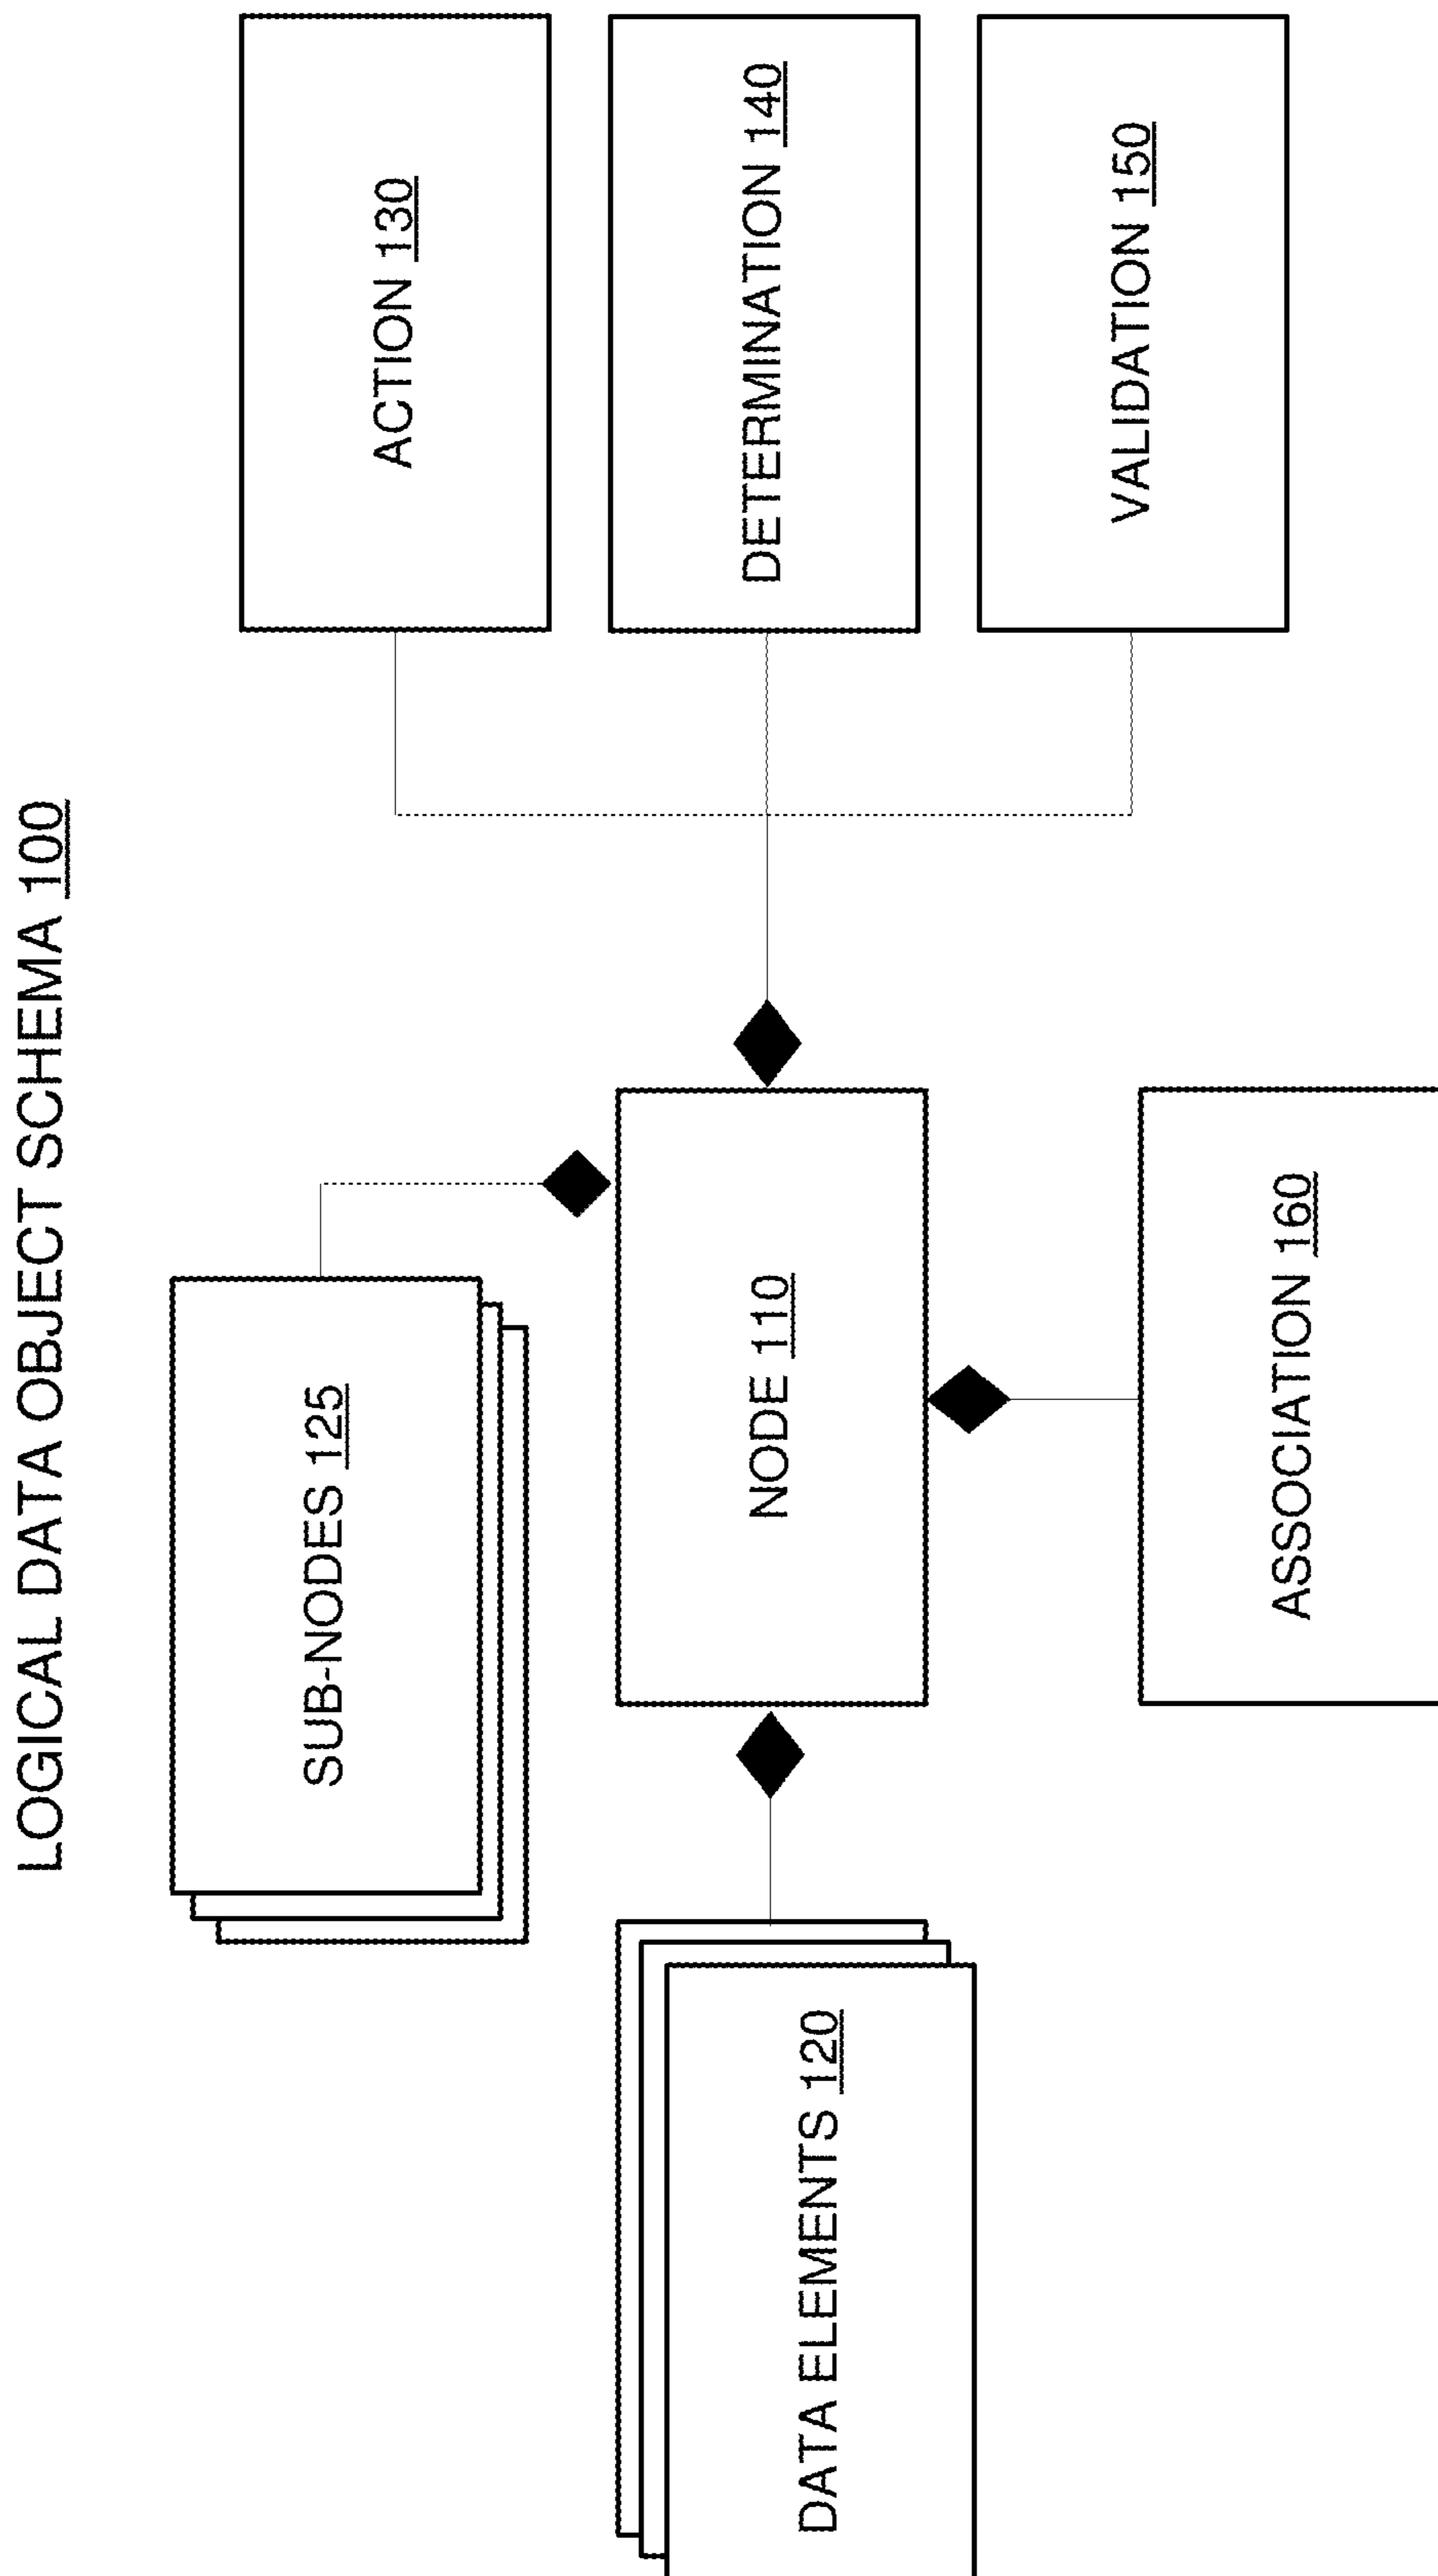 LOGICAL DATA OBJECT SCHEMA 100
SUB-NODES 125
ACTION 130
DATA ELEMENTS 120
NODE 110
DETERMINATION 140
ASSOCIATION 160
VALIDATION 150